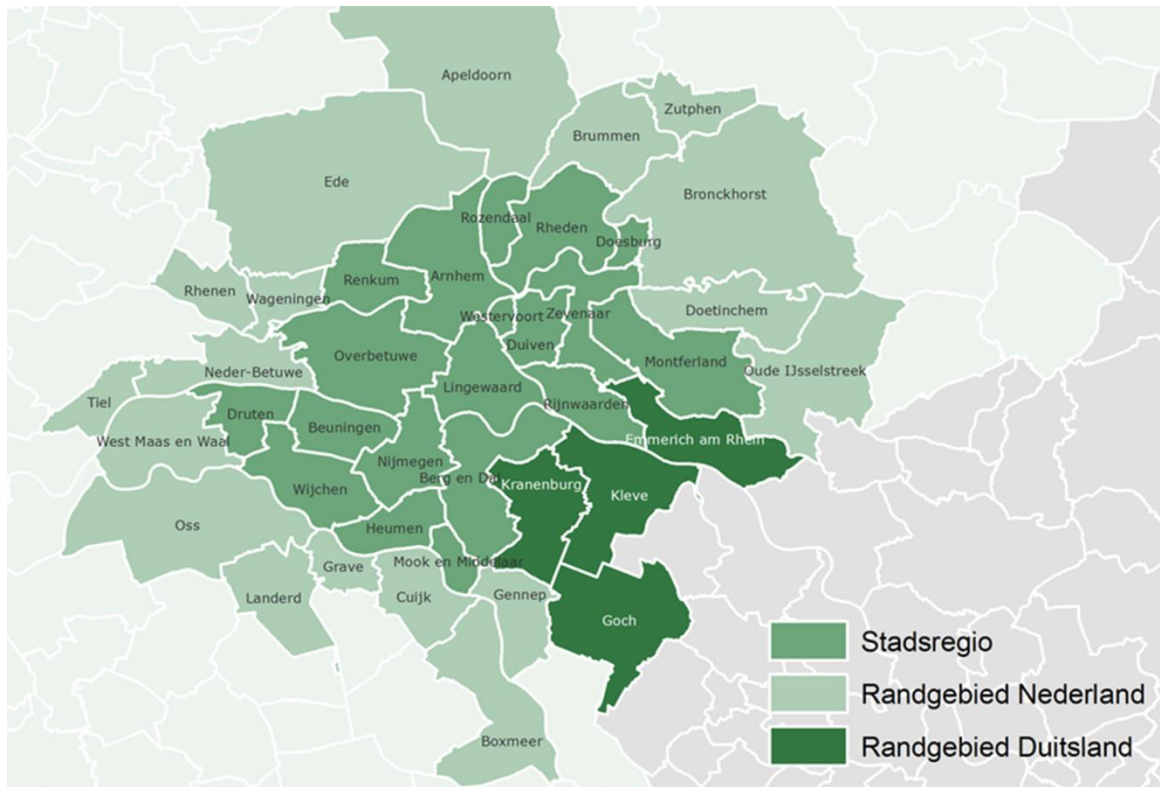 Apeldoorn
Zutphen
Brummen
Ede
Bronckhorst
Rozendaal
Rheden
Doesburg
Arnhem
Renkum
Rhenen
Wageningen
Westervoort
Zevenaar
Doetinchem
Duiven
Overbetuwe
Montferland
Neder-Betuwe
Oude IJsselstreek
Lingewaard
Tiel
Rijnwaarden
Druten
Beuningen
West Maas en Waal
Emmerich am Rhein
Nijmegen
Berg en Dal
Kranenburg
Wijchen
Kleve
Oss
Heumen
Mook en Middelaar
Grave
Gennep
Landerd
Cuijk
Goch
Boxmeer
Stadsregio
Randgebied Nederland
Randgebied Duitsland